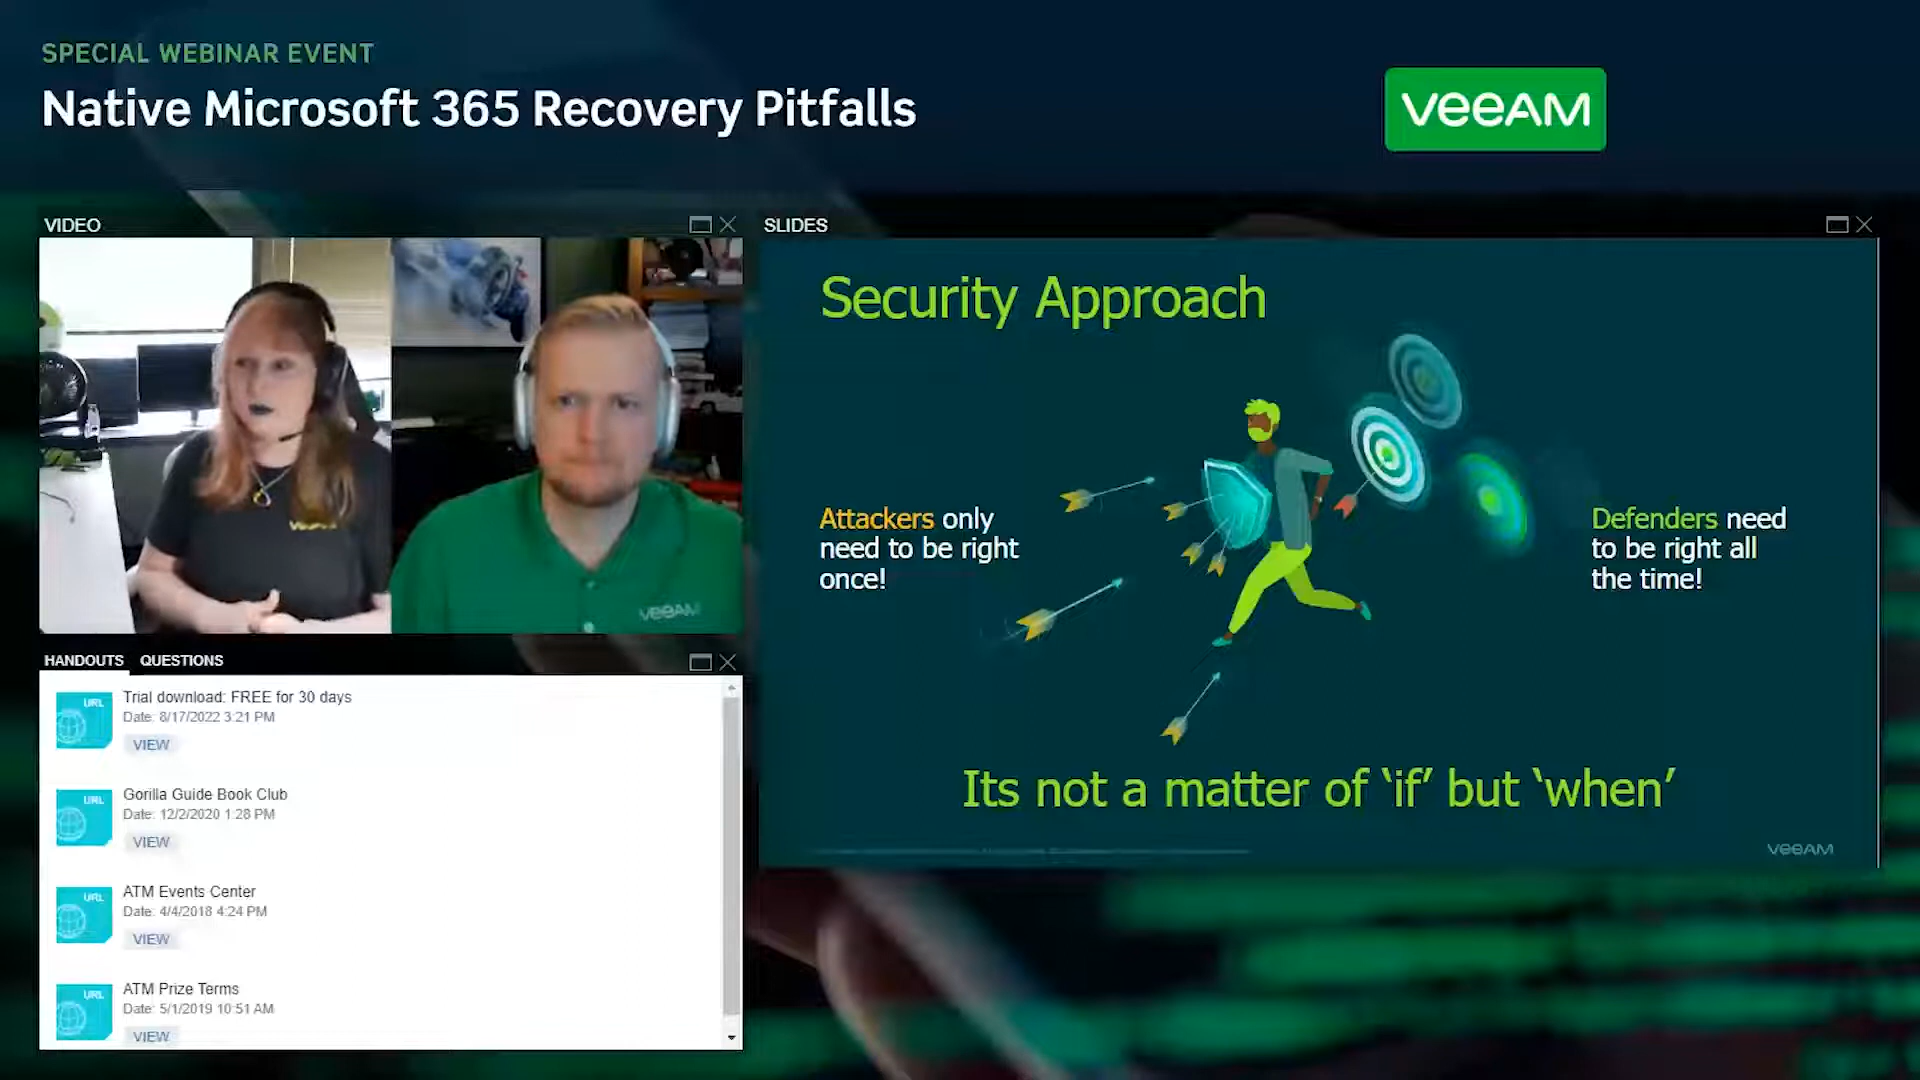 SPECIAL WEBINAR EVENT
Native Microsoft 365 Recovery Pitfalls
veeAM
VIDEO
SLIDES
veeAM
Security Approach
Attackers only
need to be right
once!
Defenders need
to be right all
the time!
Its not a matter of ‘if’ but ‘when’
veeAM
HANDOUTS QUESTIONS
URL
Trial download: FREE for 30 days
Date: 8/17/2022 3:21 PM
VIEW
URL
Gorilla Guide Book Club
Date: 12/2/2020 1:28 PM
VIEW
URL
ATM Events Center
Date: 4/4/2018 4:24 PM
VIEW
URL
ATM Prize Terms
Date: 5/1/2019 10:51 AM
VIEW